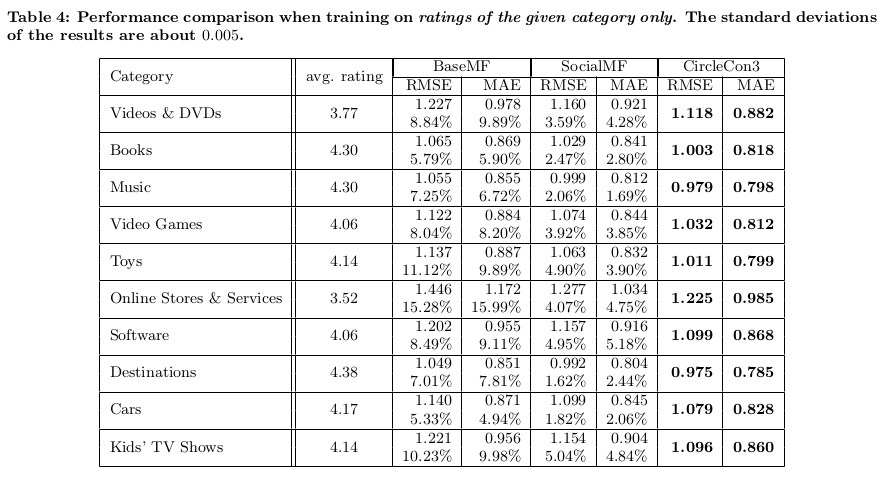 Table 4: Performance comparison when training on ratings of the given category only. The standard deviations
of the results are about 0.005.
Category avg. rating BaseMF SocialMF CircleCon3
RMSE MAE RMSE MAE RMSE MAE
Videos & DVDs 3.77 1.227 0.978 1.160 0.921 1.118 0.882
8.84% 9.89% 3.59% 4.28%
Books 4.30 1.065 0.869 1.029 0.841 1.003 0.818
5.79% 5.90% 2.47% 2.80%
Music 4.30 1.055 0.855 0.999 0.812 0.979 0.798
7.25% 6.72% 2.06% 1.69%
Video Games 4.06 1.122 0.884 1.074 0.844 1.032 0.812
8.04% 8.20% 3.92% 3.85%
Toys 4.14 1.137 0.887 1.063 0.832 1.011 0.799
11.12% 9.89% 4.90% 3.90%
Online Stores & Services 3.52 1.446 1.172 1.277 1.034 1.225 0.985
15.28% 15.99% 4.07% 4.75%
Software 4.06 1.202 0.955 1.157 0.916 1.099 0.868
8.49% 9.11% 4.95% 5.18%
Destinations 4.38 1.049 0.851 0.992 0.804 0.975 0.785
7.01% 7.81% 1.62% 2.44%
Cars 4.17 1.140 0.871 1.099 0.845 1.079 0.828
5.33% 4.94% 1.82% 2.06%
Kids' TV Shows 4.14 1.221 0.956 1.154 0.904 1.096 0.860
10.23% 9.98% 5.04% 4.84%